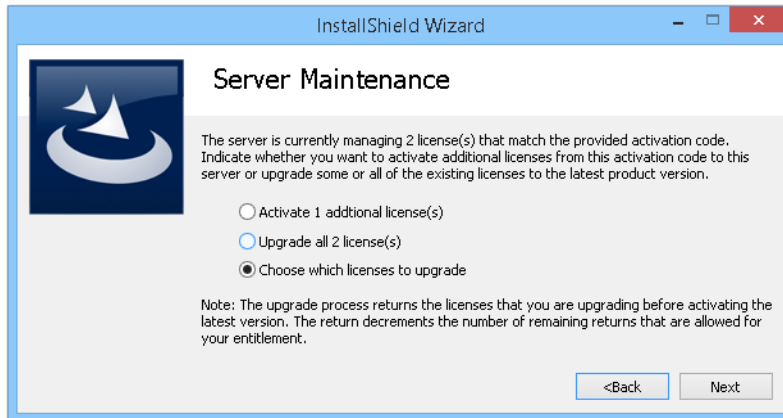 InstallShield Wizard
Server Maintenance
The server is currently managing 2 license(s) that match the provided activation code.
Indicate whether you want to activate additional licenses from this activation code to this
server or upgrade some or all of the existing licenses to the latest product version.
Activate 1 addtional license(s)
Upgrade all 2 license(s)
Choose which licenses to upgrade
Note: The upgrade process returns the licenses that you are upgrading before activating the
latest version. The return decrements the number of remaining returns that are allowed for
your entitlement.
<Back
Next